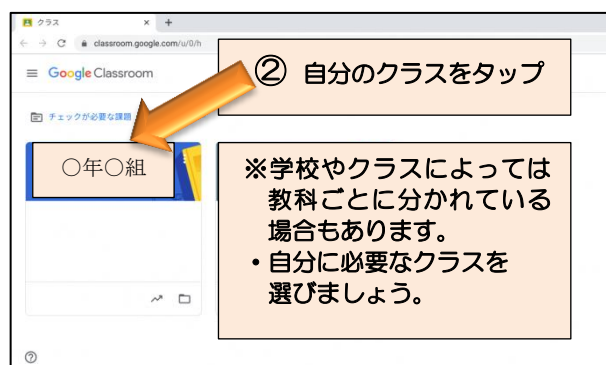 クラス
classroom.google.com/u/0/h
Google Classroom
② 自分のクラスをタップ
チェックが必要な課題
〇年〇組
※学校やクラスによっては
教科ごとに分かれている
場合もあります。
・自分に必要なクラスを
選びましょう。